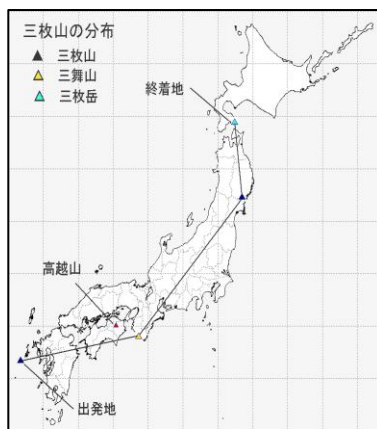 三枚山の分布
三枚山
三舞山
三枚岳
終着地
高越山
出発地